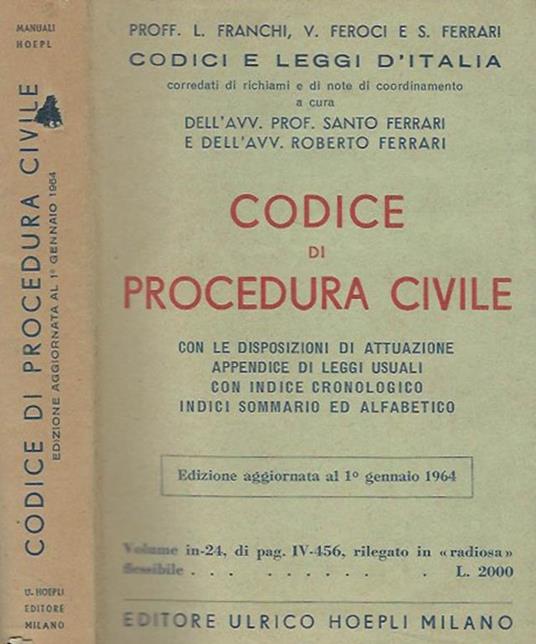 MANUALI
HOEPL
CODICE DI PROCEDURA CIVILE
EDIZIONE AGGIORNATA AL 1° GENNAIO 1964
U. HOEPLI
EDITORE
MILANO
PROFF. L. FRANCHI, V. FEROCI E S. FERRARI
CODICI E LEGGI D'ITALIA
corredati di richiami e di note di coordinamento
a cura
DELL'AVV. PROF. SANTO FERRARI
E DELL'AVV. ROBERTO FERRARI
CODICE
DI
PROCEDURA CIVILE
CON LE DISPOSIZIONI DI ATTUAZIONE
APPENDICE DI LEGGI USUALI
CON INDICE CRONOLOGICO
INDICI SOMMARIO ED ALFABETICO
Edizione aggiornata al 1° gennaio 1964
Volume in-24, di pag. IV-456, rilegato in «radiosa»
flessibile . . . . . . . . . L. 2000
EDITORE ULRICO HOEPLI MILANO